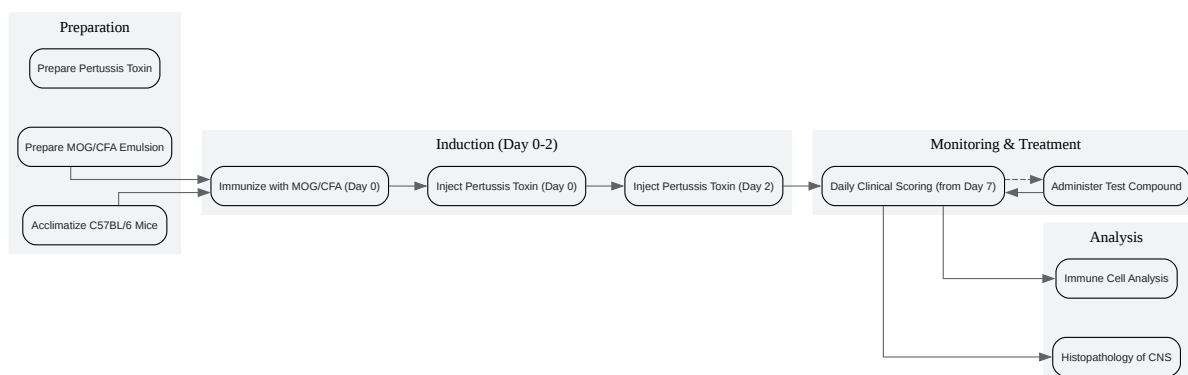 Preparation
Prepare Pertussis Toxin
Prepare MOG/CFA Emulsion
Acclimatize C57BL/6 Mice
Induction (Day 0-2)
Immunize with MOG/CFA (Day 0)
Inject Pertussis Toxin (Day 0)
Inject Pertussis Toxin (Day 2)
Monitoring & Treatment
Daily Clinical Scoring (from Day 7)
Administer Test Compound
Analysis
Immune Cell Analysis
Histopathology of CNS